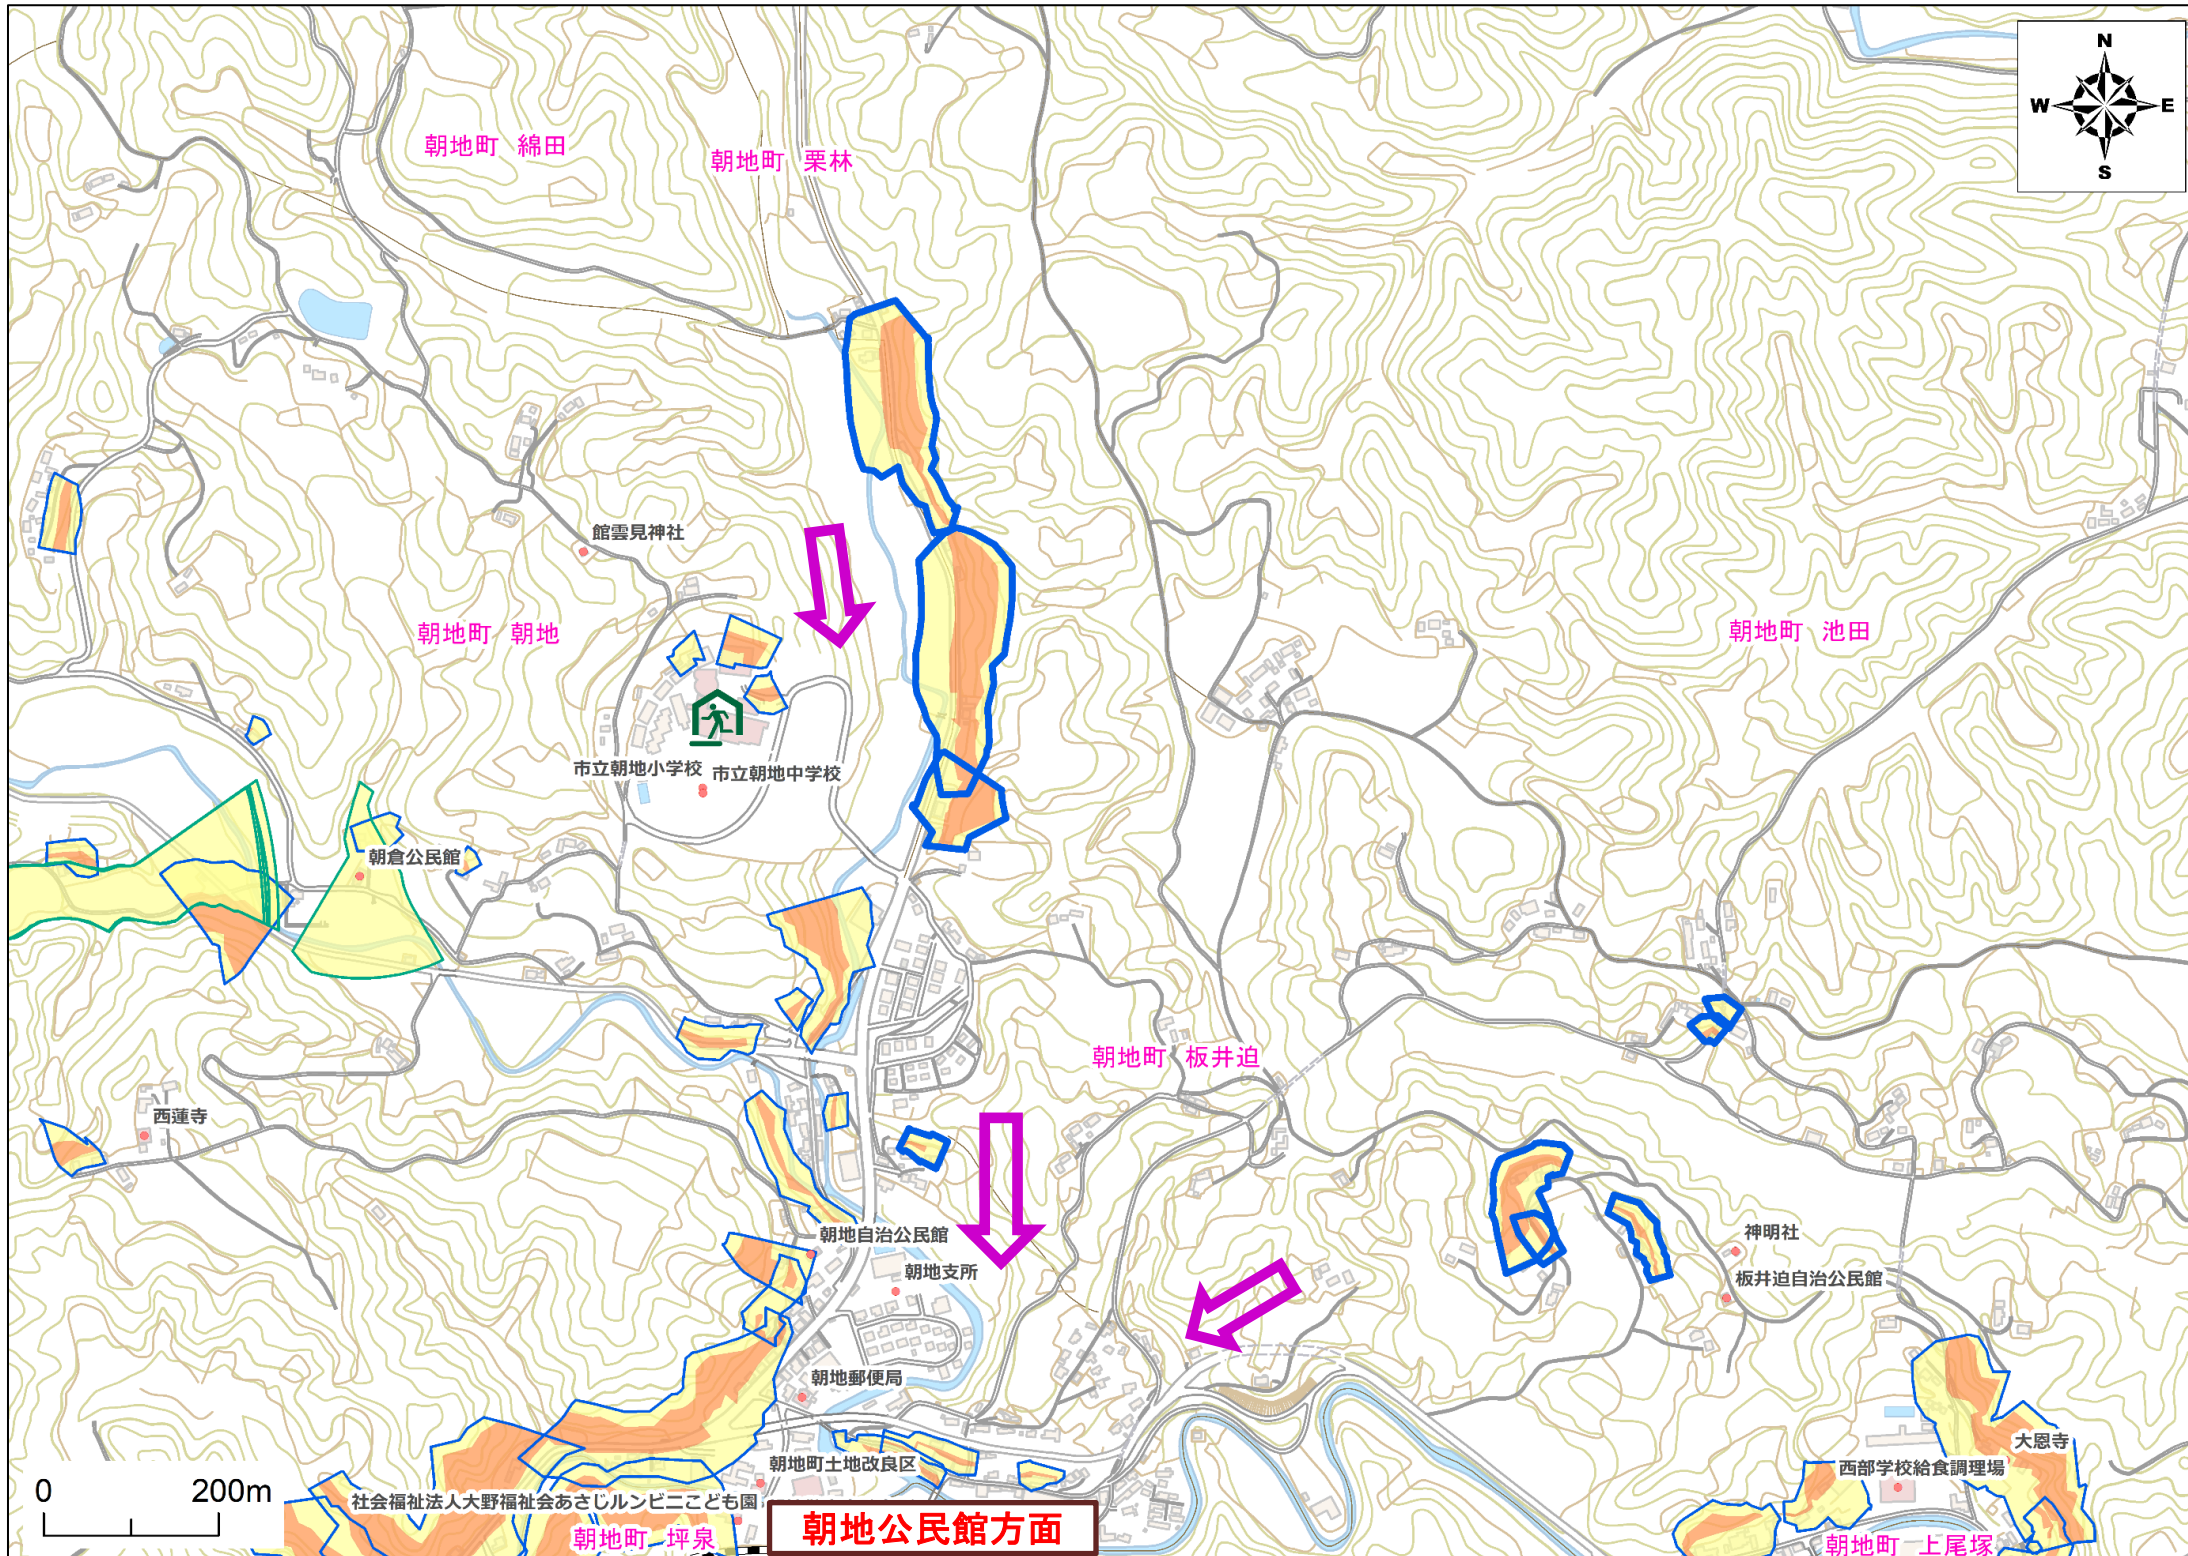 N
W
E
S
朝地町 綿田
朝地町 栗林
館雲見神社
朝地町 朝地
朝地町 池田
市立朝地小学校
市立朝地中学校
朝倉公民館
朝地町 板井迫
西蓮寺
朝地自治公民館
朝地支所
神明社
板井迫自治公民館
朝地郵便局
大恩寺
朝地町土地改良区
西部学校給食調理場
0 200m
社会福祉法人大野福祉会あさじルンビニこども園
朝地町 坪泉
朝地公民館方面
朝地町 上尾塚